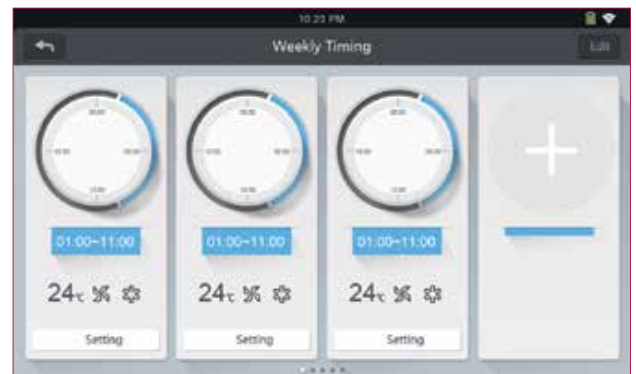 10:23 PM
Weekly Timing
Edit
01:00~11:00
01:00~11:00
01:00~11:00
24℃
24℃
24℃
Setting
Setting
Setting